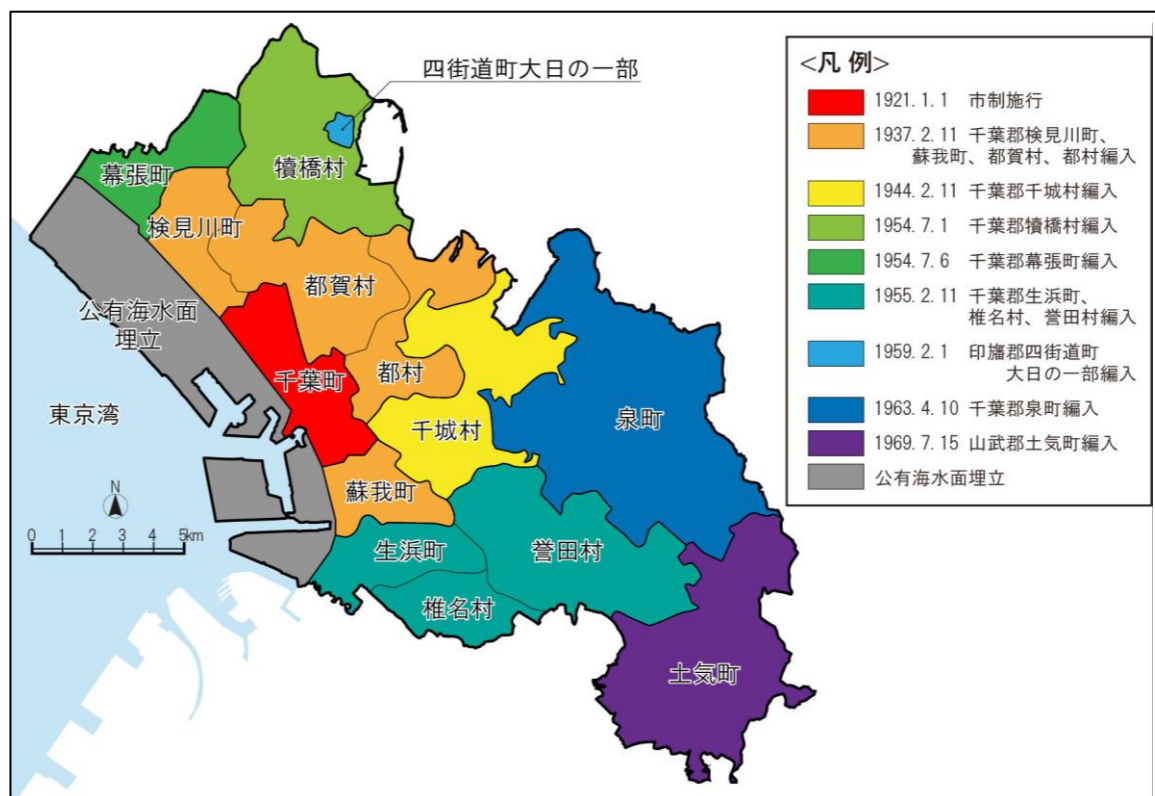 四街道町大日の一部
幕張町
犢橋村
検見川町
都賀村
公有海水面
埋立
千葉町
都村
東京湾
千城村
泉町
蘇我町
N
0 1 2 3 4 5km
生浜町
誉田村
椎名村
土気町
<凡 例>
1921.1.1 市制施行
1937.2.11 千葉郡検見川町、
蘇我町、都賀村、都村編入
1944.2.11 千葉郡千城村編入
1954.7.1 千葉郡犢橋村編入
1954.7.6 千葉郡幕張町編入
1955.2.11 千葉郡生浜町、
椎名村、誉田村編入
1959.2.1 印旛郡四街道町
大日の一部編入
1963.4.10 千葉郡泉町編入
1969.7.15 山武郡土気町編入
公有海水面埋立